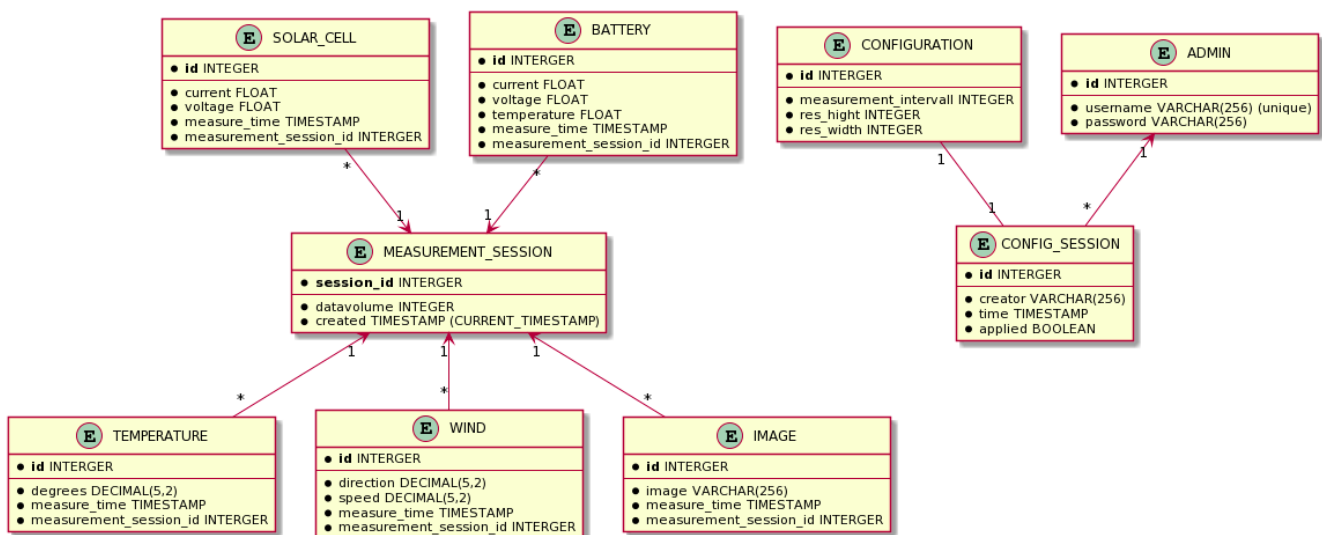 E SOLAR_CELL
id INTEGER
current FLOAT
voltage FLOAT
measure_time TIMESTAMP
measurement_session_id INTERGER
E BATTERY
id INTERGER
current FLOAT
voltage FLOAT
temperature FLOAT
measure_time TIMESTAMP
measurement_session_id INTERGER
E CONFIGURATION
id INTERGER
measurement_intervall INTEGER
res_hight INTEGER
res_width INTEGER
E ADMIN
id INTERGER
username VARCHAR(256) (unique)
password VARCHAR(256)
*
1
*
1
1
1
1
*
E MEASUREMENT_SESSION
session_id INTERGER
datavolume INTEGER
created TIMESTAMP (CURRENT_TIMESTAMP)
E CONFIG_SESSION
id INTERGER
creator VARCHAR(256)
time TIMESTAMP
applied BOOLEAN
1
*
1
*
1
*
E TEMPERATURE
id INTERGER
degrees DECIMAL(5,2)
measure_time TIMESTAMP
measurement_session_id INTERGER
E WIND
id INTERGER
direction DECIMAL(5,2)
speed DECIMAL(5,2)
measure_time TIMESTAMP
measurement_session_id INTERGER
E IMAGE
id INTERGER
image VARCHAR(256)
measure_time TIMESTAMP
measurement_session_id INTERGER